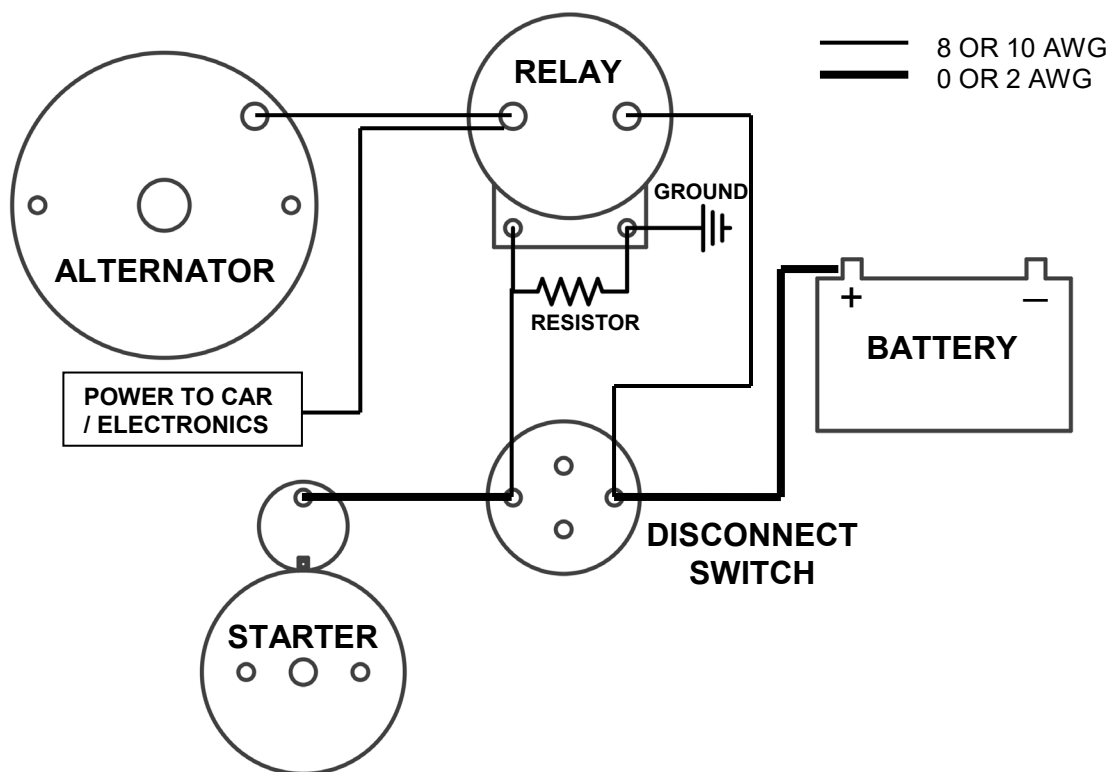 RELAY
8 OR 10 AWG
0 OR 2 AWG
GROUND
ALTERNATOR
+
—
RESISTOR
BATTERY
POWER TO CAR
/ ELECTRONICS
DISCONNECT
SWITCH
STARTER